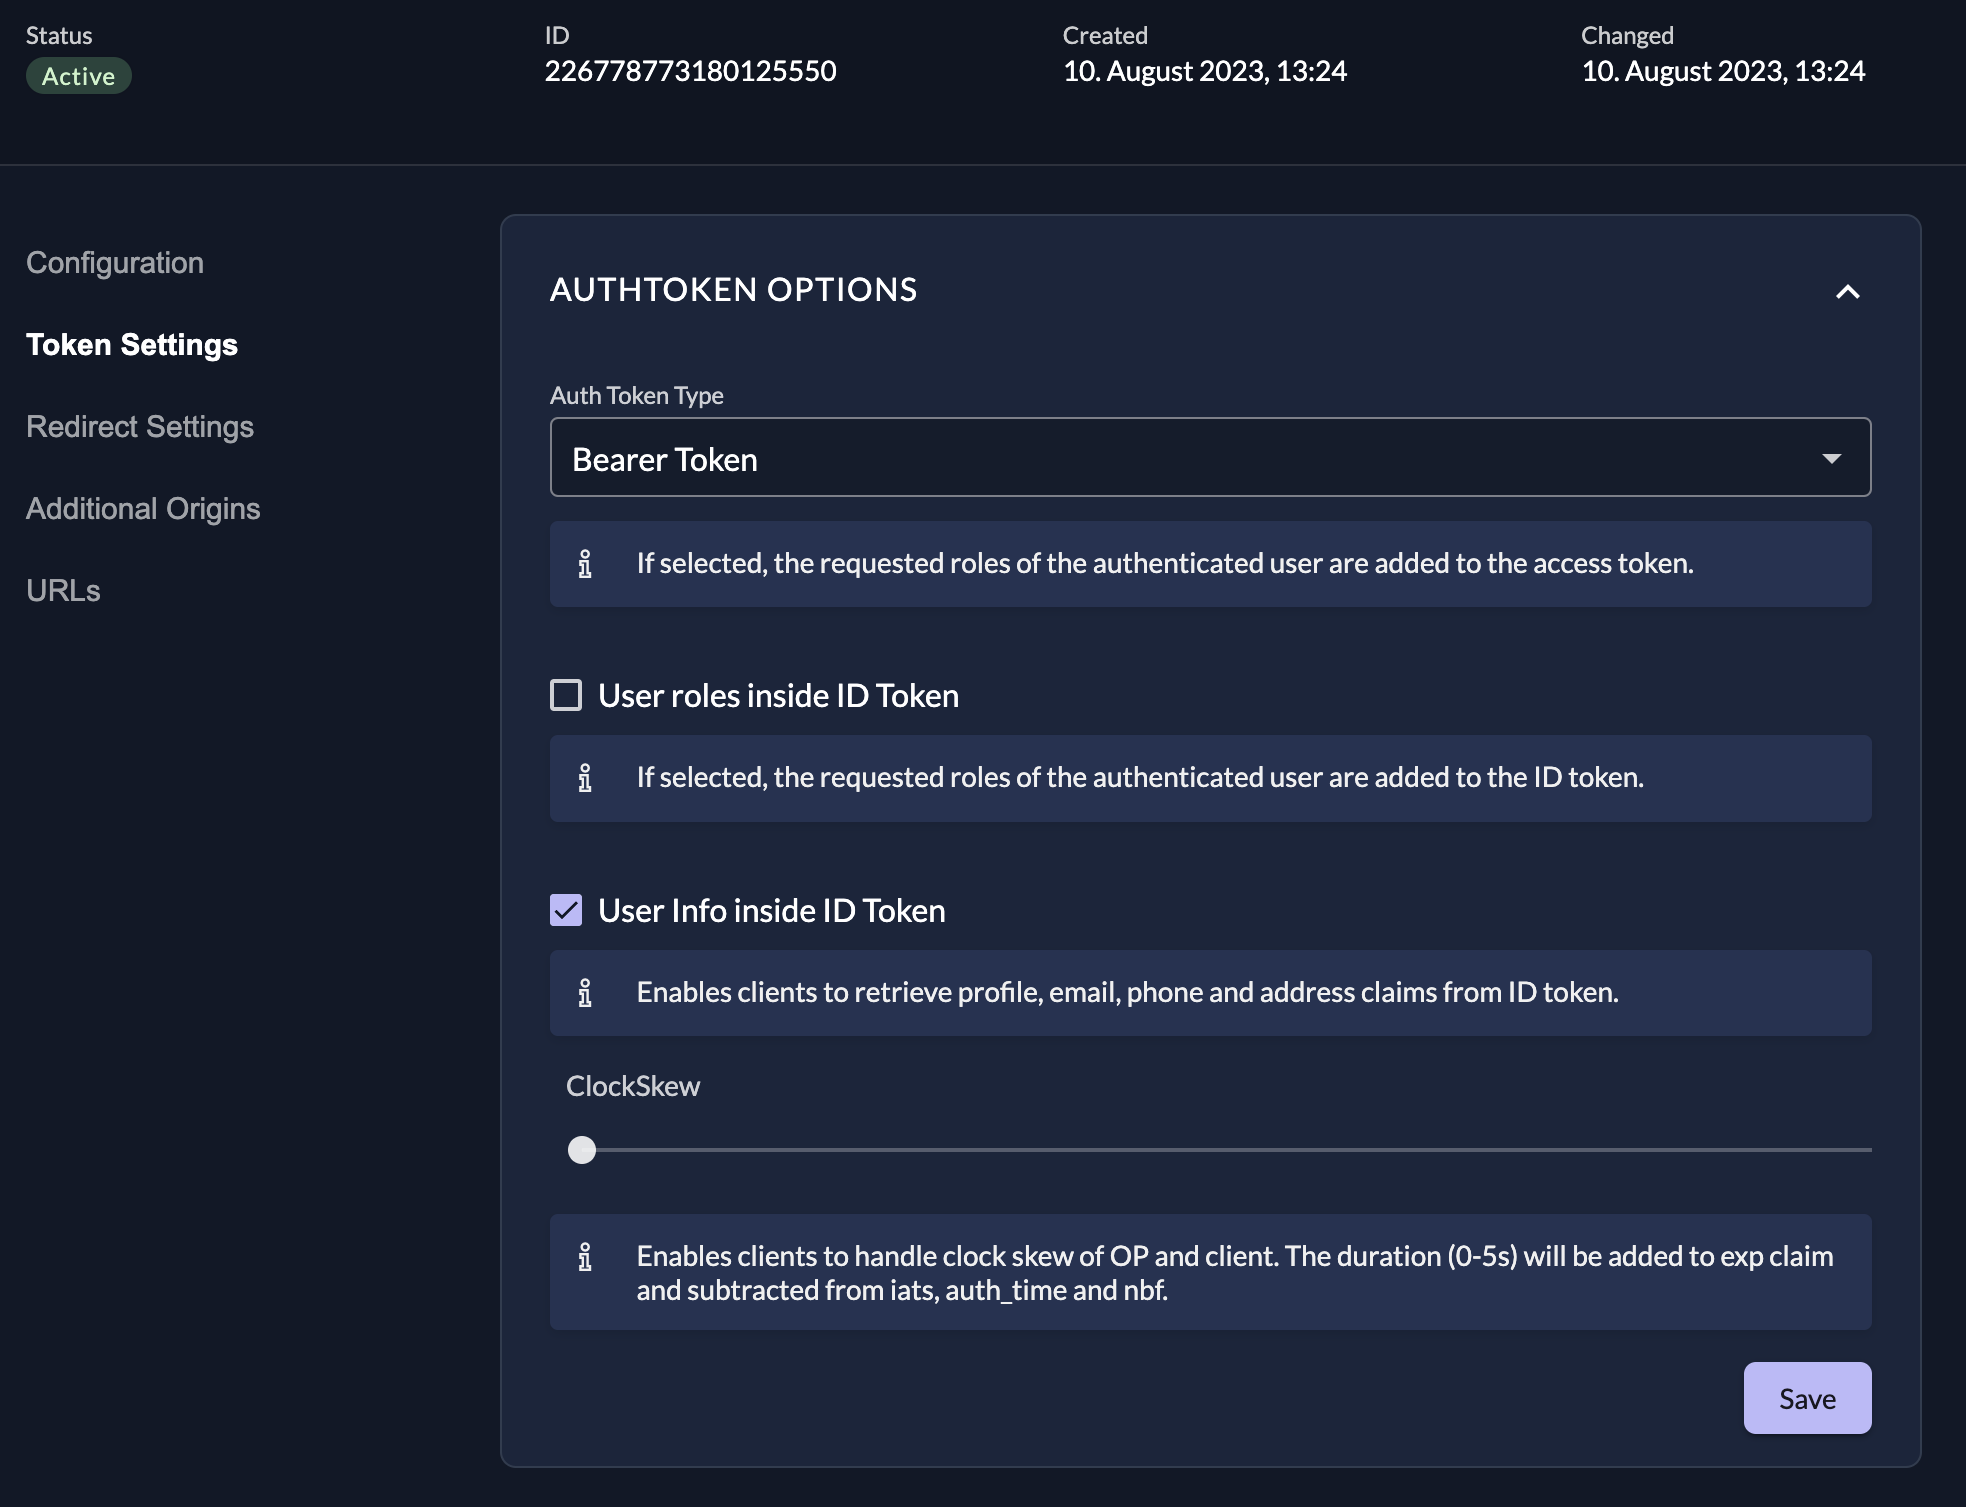 Status
Active
ID
226778773180125550
Created
10. August 2023, 13:24
Changed
10. August 2023, 13:24
Configuration
Token Settings
Redirect Settings
Additional Origins
URLs
AUTHTOKEN OPTIONS
Auth Token Type
Bearer Token
If selected, the requested roles of the authenticated user are added to the access token.
User roles inside ID Token
If selected, the requested roles of the authenticated user are added to the ID token.
User Info inside ID Token
Enables clients to retrieve profile, email, phone and address claims from ID token.
ClockSkew
Enables clients to handle clock skew of OP and client. The duration (0-5s) will be added to exp claim
and subtracted from iats, auth_time and nbf.
Save